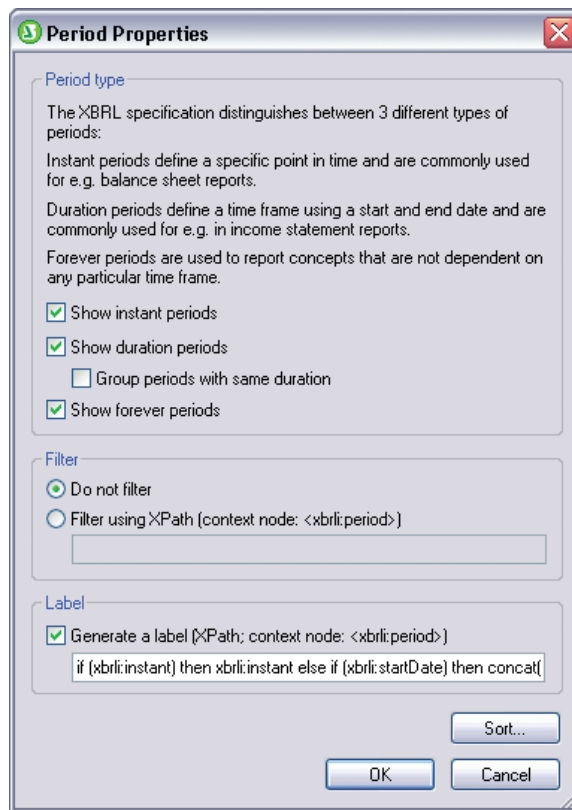 Period Properties
Period type
The XBRL specification distinguishes between 3 different types of
periods:
Instant periods define a specific point in time and are commonly used
for e.g. balance sheet reports.
Duration periods define a time frame using a start and end date and are
commonly used for e.g. in income statement reports.
Forever periods are used to report concepts that are not dependent on
any particular time frame.
Show instant periods
Show duration periods
Group periods with same duration
Show forever periods
Filter
Do not filter
Filter using XPath (context node: <xbrli:period>)
Label
Generate a label (XPath; context node: <xbrli:period>)
if (xbrli:instant) then xbrli:instant else if (xbrli:startDate) then concat(
Sort...
OK
Cancel